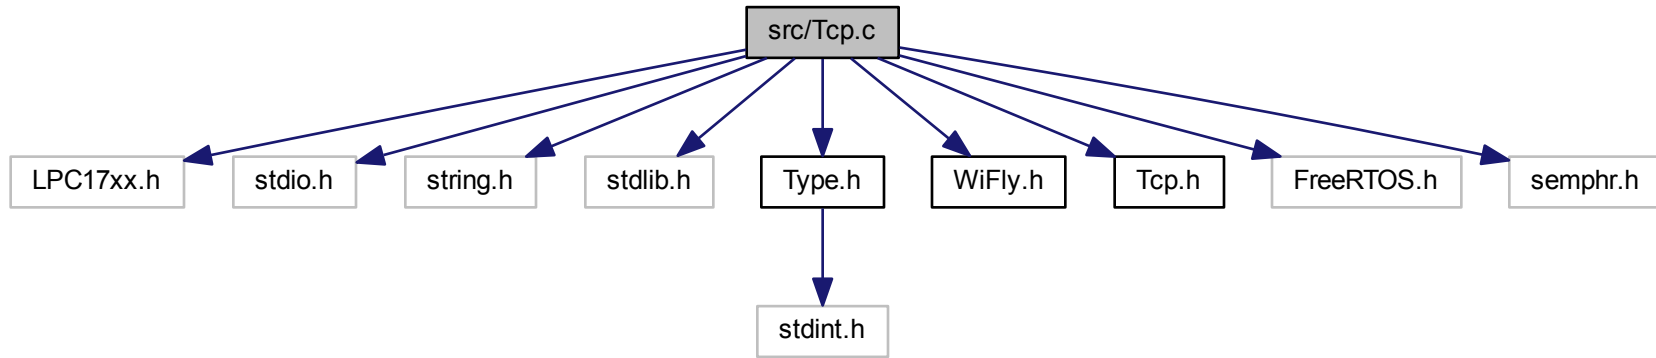 src/Tcp.c
LPC17xx.h
stdio.h
string.h
stdlib.h
Type.h
WiFly.h
Tcp.h
FreeRTOS.h
semphr.h
stdint.h